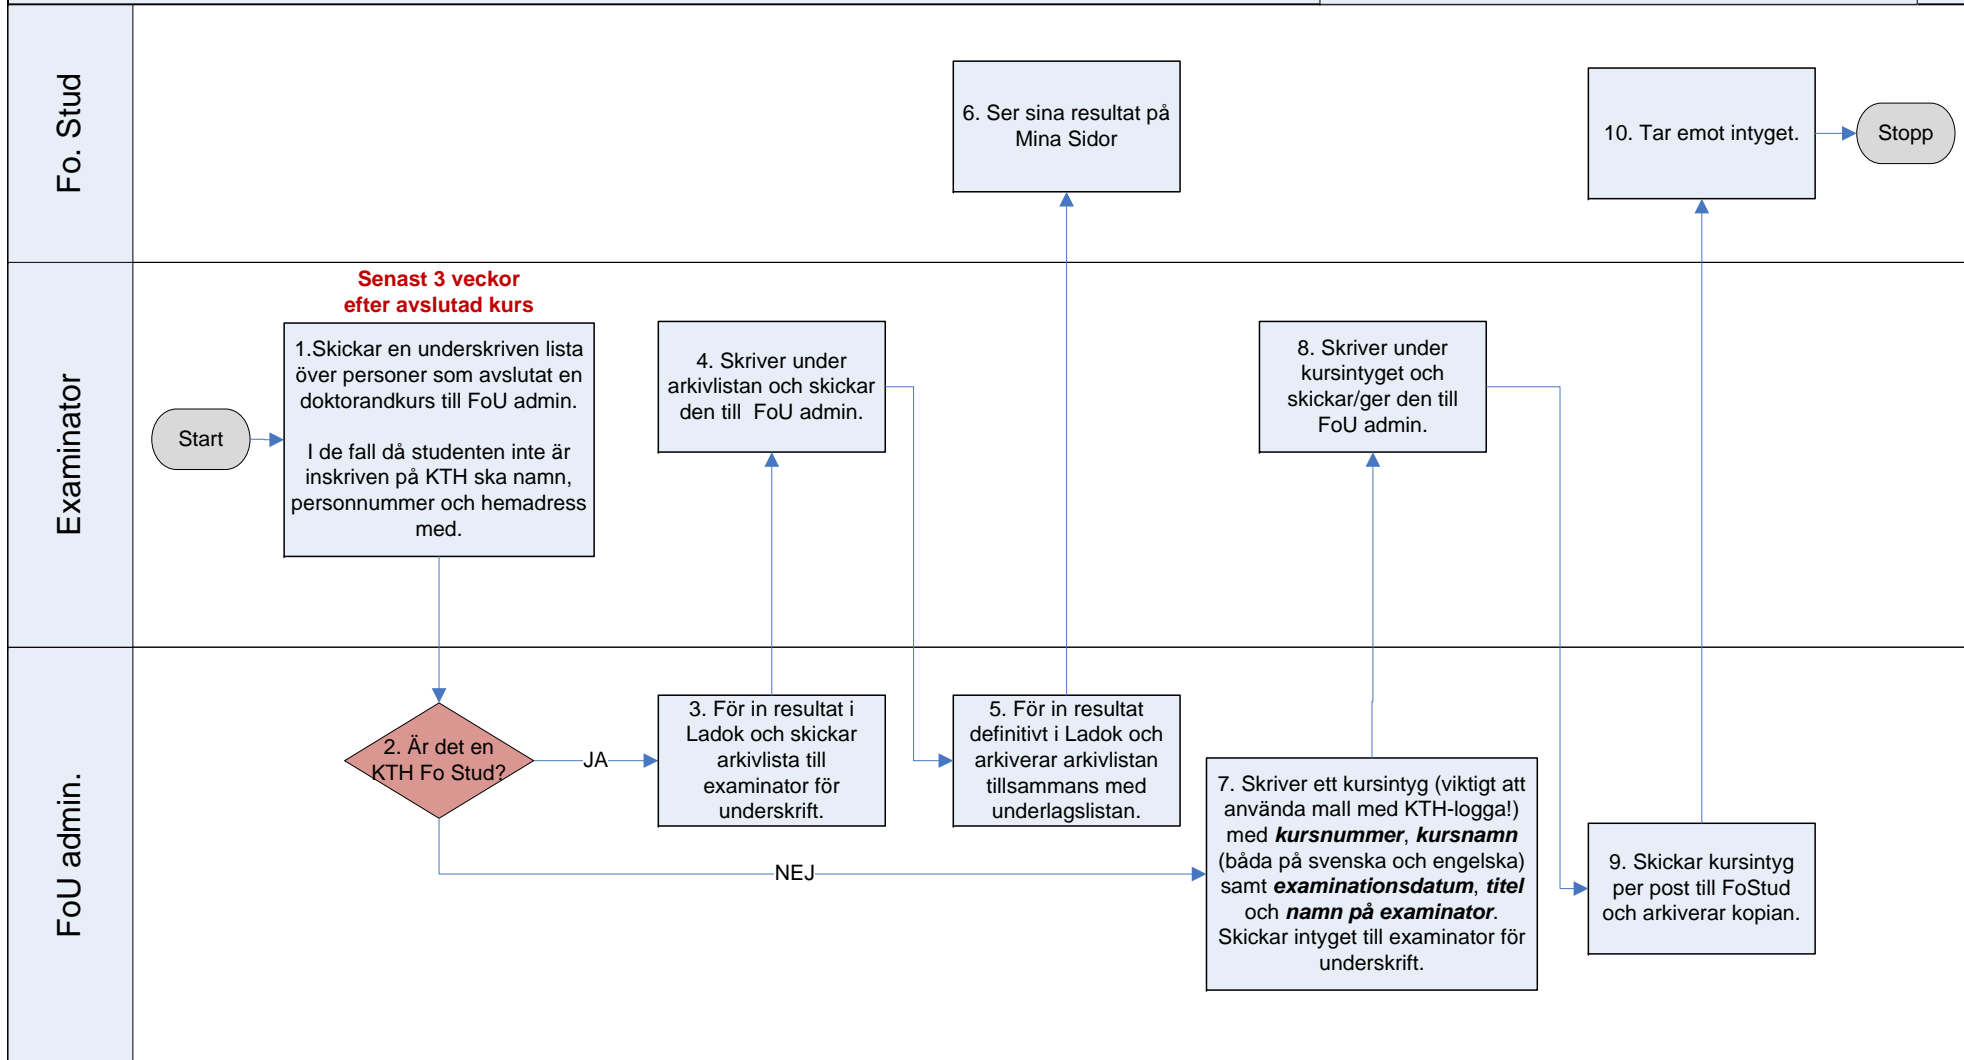 Fo. Stud
6. Ser sina resultat på
Mina Sidor
10. Tar emot intyget.
Stopp
Examinator
Senast 3 veckor
efter avslutad kurs
Start
1.Skickar en underskriven lista
över personer som avslutat en
doktorandkurs till FoU admin.
I de fall då studenten inte är
inskriven på KTH ska namn,
personnummer och hemadress
med.
4. Skriver under
arkivlistan och skickar
den till  FoU admin.
8. Skriver under
kursintyget och
skickar/ger den till
FoU admin.
FoU admin.
2. Är det en
KTH Fo Stud?
JA
NEJ
3. För in resultat i
Ladok och skickar
arkivlista till
examinator för
underskrift.
5. För in resultat
definitivt i Ladok och
arkiverar arkivlistan
tillsammans med
underlagslistan.
7. Skriver ett kursintyg (viktigt att
använda mall med KTH-logga!)
med kursnummer, kursnamn
(båda på svenska och engelska)
samt examinationsdatum, titel
och namn på examinator.
Skickar intyget till examinator för
underskrift.
9. Skickar kursintyg
per post till FoStud
och arkiverar kopian.